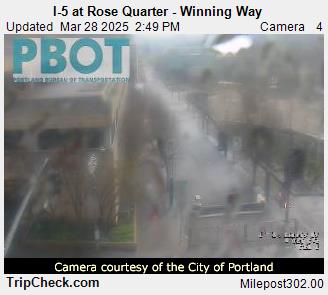 I-5 at Rose Quarter - Winning Way
Updated Mar 28 2025 2:49 PM Camera 4
PBOT
PORTLAND BUREAU OF TRANSPORTATION
Camera courtesy of the City of Portland
TripCheck.com Milepost302.00